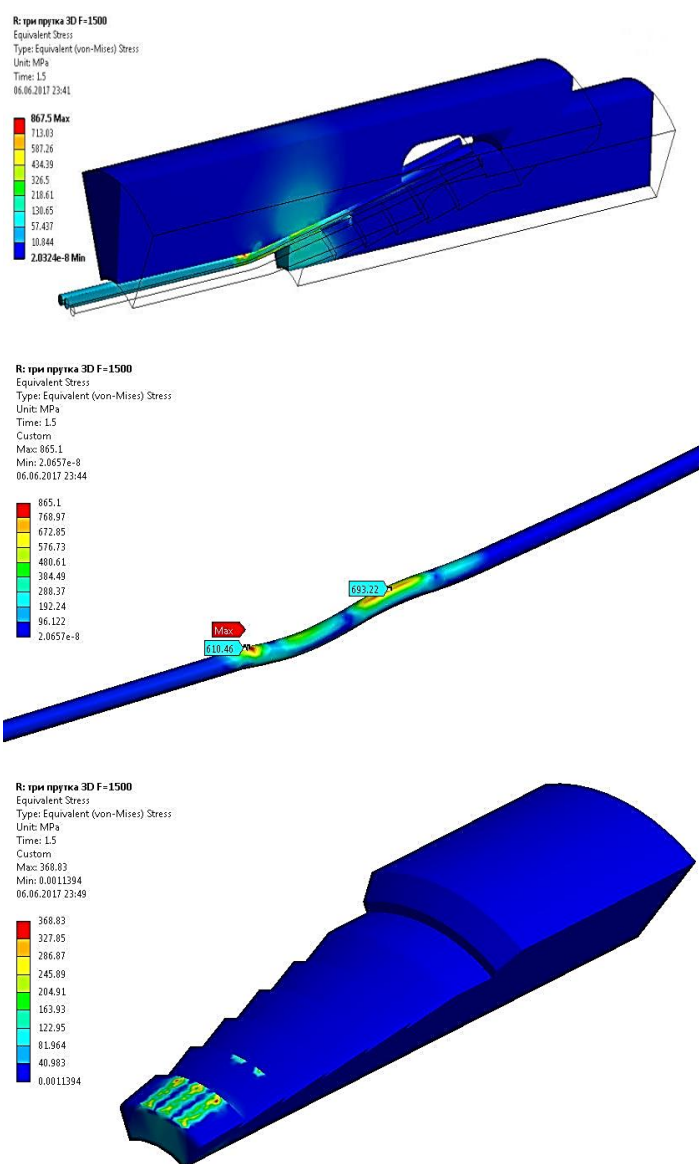 R: три прутка 3D F=1500
Equivalent Stress
Type: Equivalent (von-Mises) Stress
Unit: MPa
Time: 1.5
06.06.2017 23:41
867.5 Max
713.03
587.26
434.39
326.5
218.61
130.65
57.437
10.844
2.0324e-8 Min
R: три прутка 3D F=1500
Equivalent Stress
Type: Equivalent (von-Mises) Stress
Unit: MPa
Time: 1.5
Custom
Max: 865.1
Min: 2.0657e-8
06.06.2017 23:44
865.1
768.97
672.85
576.73
480.61
384.49
288.37
192.24
96.122
2.0657e-8
693.22
Max
610.46
R: три прутка 3D F=1500
Equivalent Stress
Type: Equivalent (von-Mises) Stress
Unit: MPa
Time: 1.5
Custom
Max: 368.83
Min: 0.0011394
06.06.2017 23:49
368.83
327.85
286.87
245.89
204.91
163.93
122.95
81.964
40.983
0.0011394